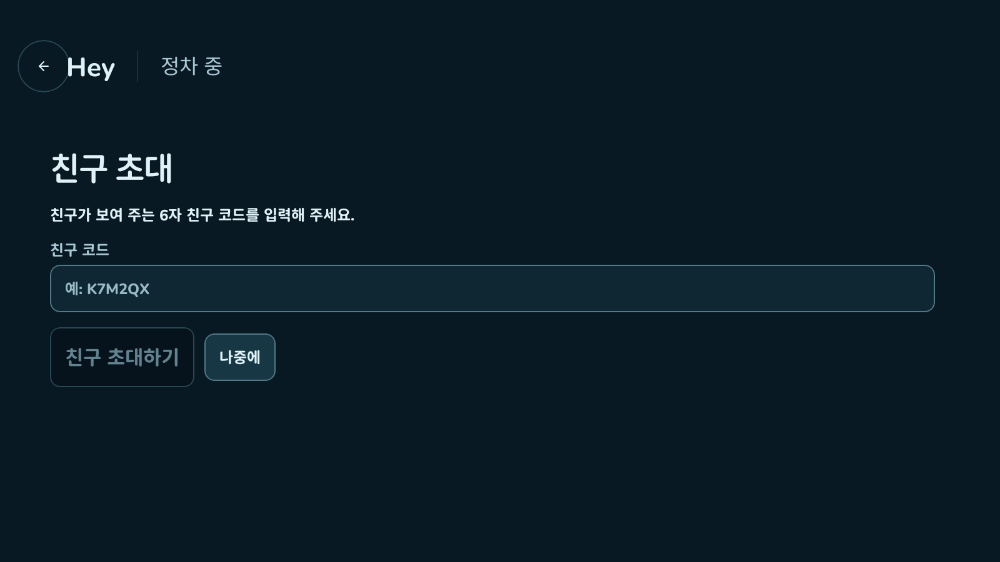 Hey
정차 중
친구 초대
친구가 보여 주는 6자 친구 코드를 입력해 주세요.
친구 코드
예: K7M2QX
친구 초대하기
나중에